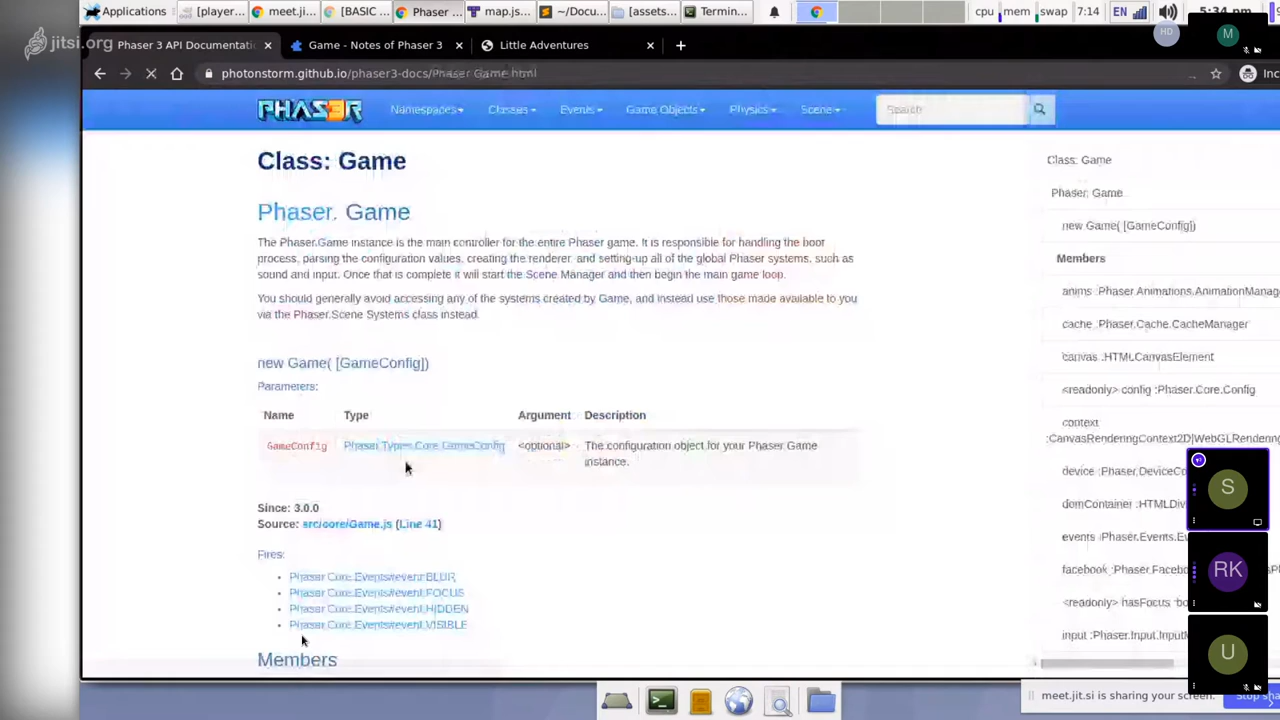 Applications
[player...
meet.ji...
[BASIC ...
Phaser ...
map.js...
~/Docu...
[assets...
Termin...
cpu
mem
swap
7:14
EN
5:34 pm
HD
M
jitsi.org
Phaser 3 API Documentati
Game - Notes of Phaser 3
Little Adventures
photonstorm.github.io/phaser3-docs/Phaser.Game.html
Inc
PHAS3R
Namespaces
Classes
Events
Game Objects
Physics
Scene
Search
Class: Game
Phaser. Game
The Phaser.Game instance is the main controller for the entire Phaser game. It is responsible for handling the boot
process, parsing the configuration values, creating the renderer, and setting-up all of the global Phaser systems, such as
sound and input. Once that is complete it will start the Scene Manager and then begin the main game loop.
You should generally avoid accessing any of the systems created by Game, and instead use those made available to you
via the Phaser.Scene Systems class instead.
new Game( [GameConfig])
Parameters:
Name Type Argument Description
GameConfig Phaser.Types.Core.GameConfig <optional> The configuration object for your Phaser Game
instance.
Since: 3.0.0
Source: src/core/Game.js (Line 41)
Fires:
Phaser.Core.Events#event:BLUR
Phaser.Core.Events#event:FOCUS
Phaser.Core.Events#event:HIDDEN
Phaser.Core.Events#event:VISIBLE
Members
Class: Game
Phaser. Game
new Game( [GameConfig])
Members
anims :Phaser.Animations.AnimationManag
cache :Phaser.Cache.CacheManager
canvas :HTMLCanvasElement
<readonly> config :Phaser.Core.Config
context
:CanvasRenderingContext2D|WebGLRendering
device :Phaser.DeviceCo
domContainer :HTMLDiv
events :Phaser.Events.E
facebook :Phaser.Faceb
<readonly> hasFocus :bo
input :Phaser.Input.InputM
S
RK
U
meet.jit.si is sharing your screen.
Stop sha